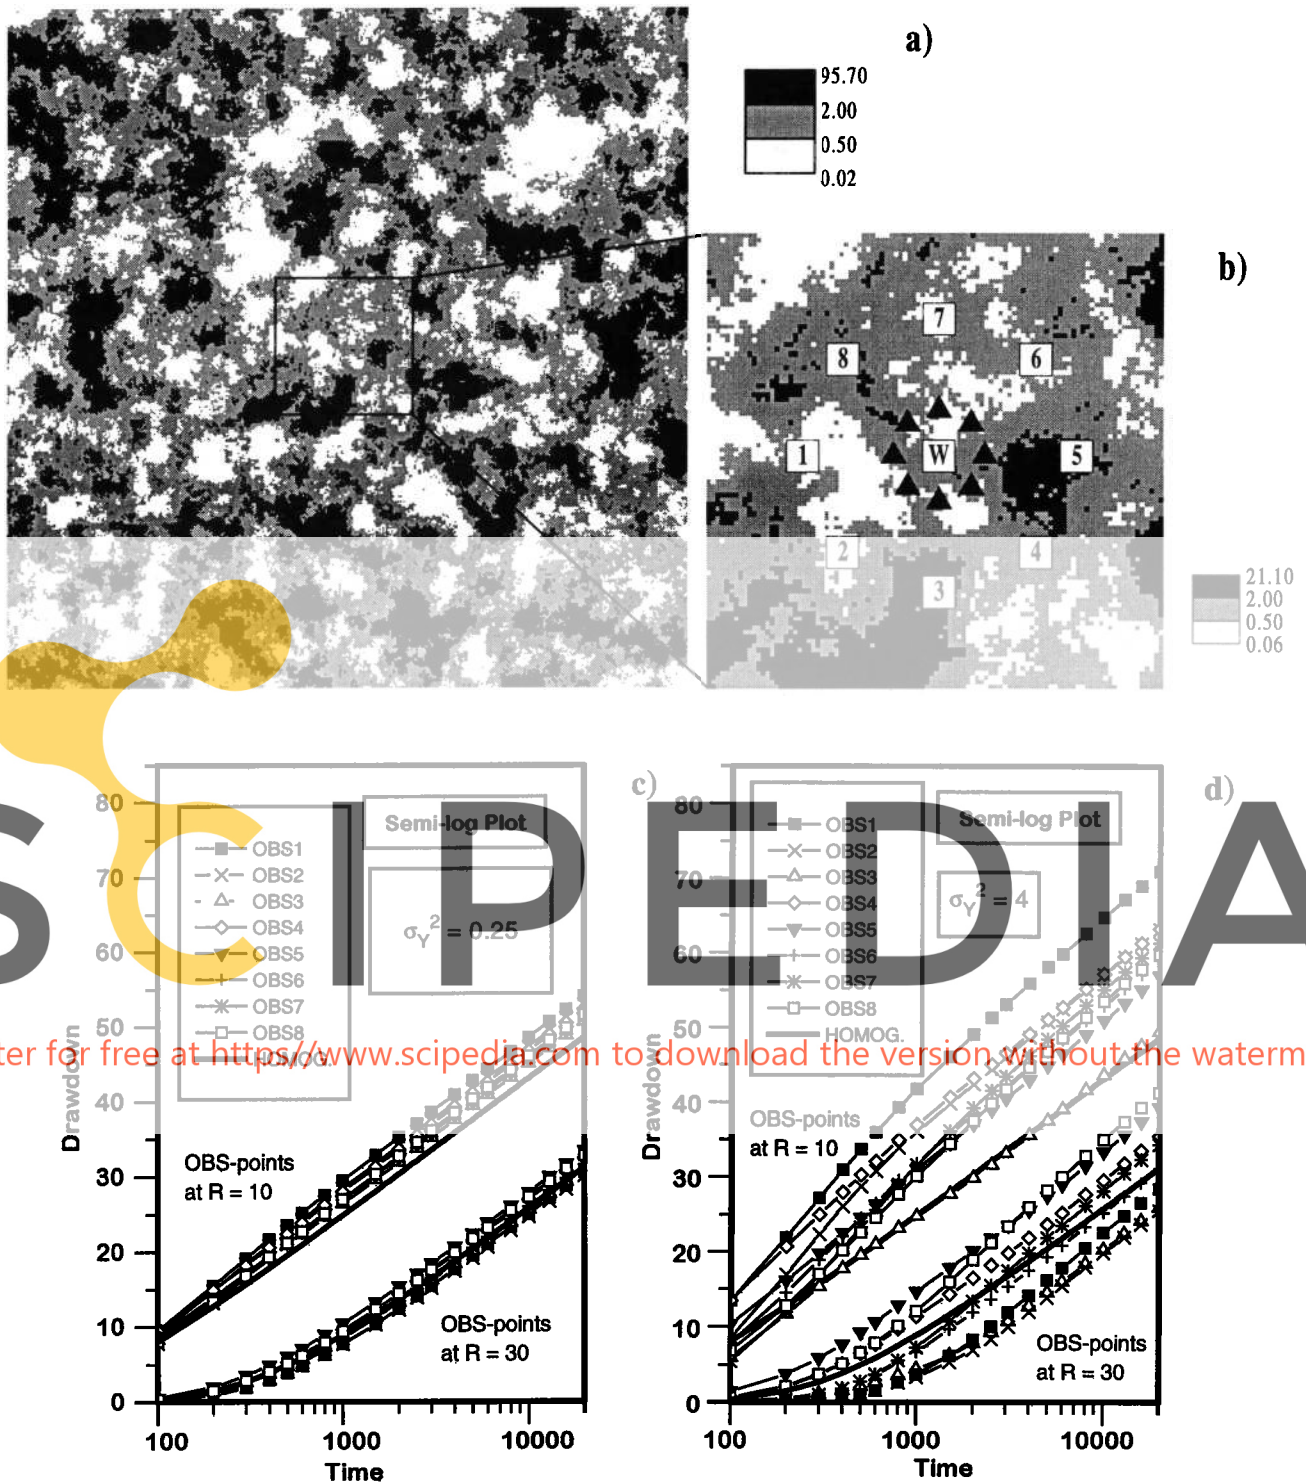 a)
95.70
2.00
0.50
0.02
b)
7
8
6
1
W
5
2
4
3
21.10
2.00
0.50
0.06
c)
80
70
60
50
40
30
20
10
0
Drawdown
OBS1
OBS2
OBS3
OBS4
OBS5
OBS6
OBS7
OBS8
HOMOG.
Semi-log Plot
σY² = 0.25
OBS-points
at R = 10
OBS-points
at R = 30
100
1000
10000
Time
d)
80
70
60
50
40
30
20
10
0
Drawdown
OBS1
OBS2
OBS3
OBS4
OBS5
OBS6
OBS7
OBS8
HOMOG.
Semi-log Plot
σY² = 4
OBS-points
at R = 10
OBS-points
at R = 30
100
1000
10000
Time
SCIPEDIA
ter for free at https://www.scipedia.com to download the version without the waterm